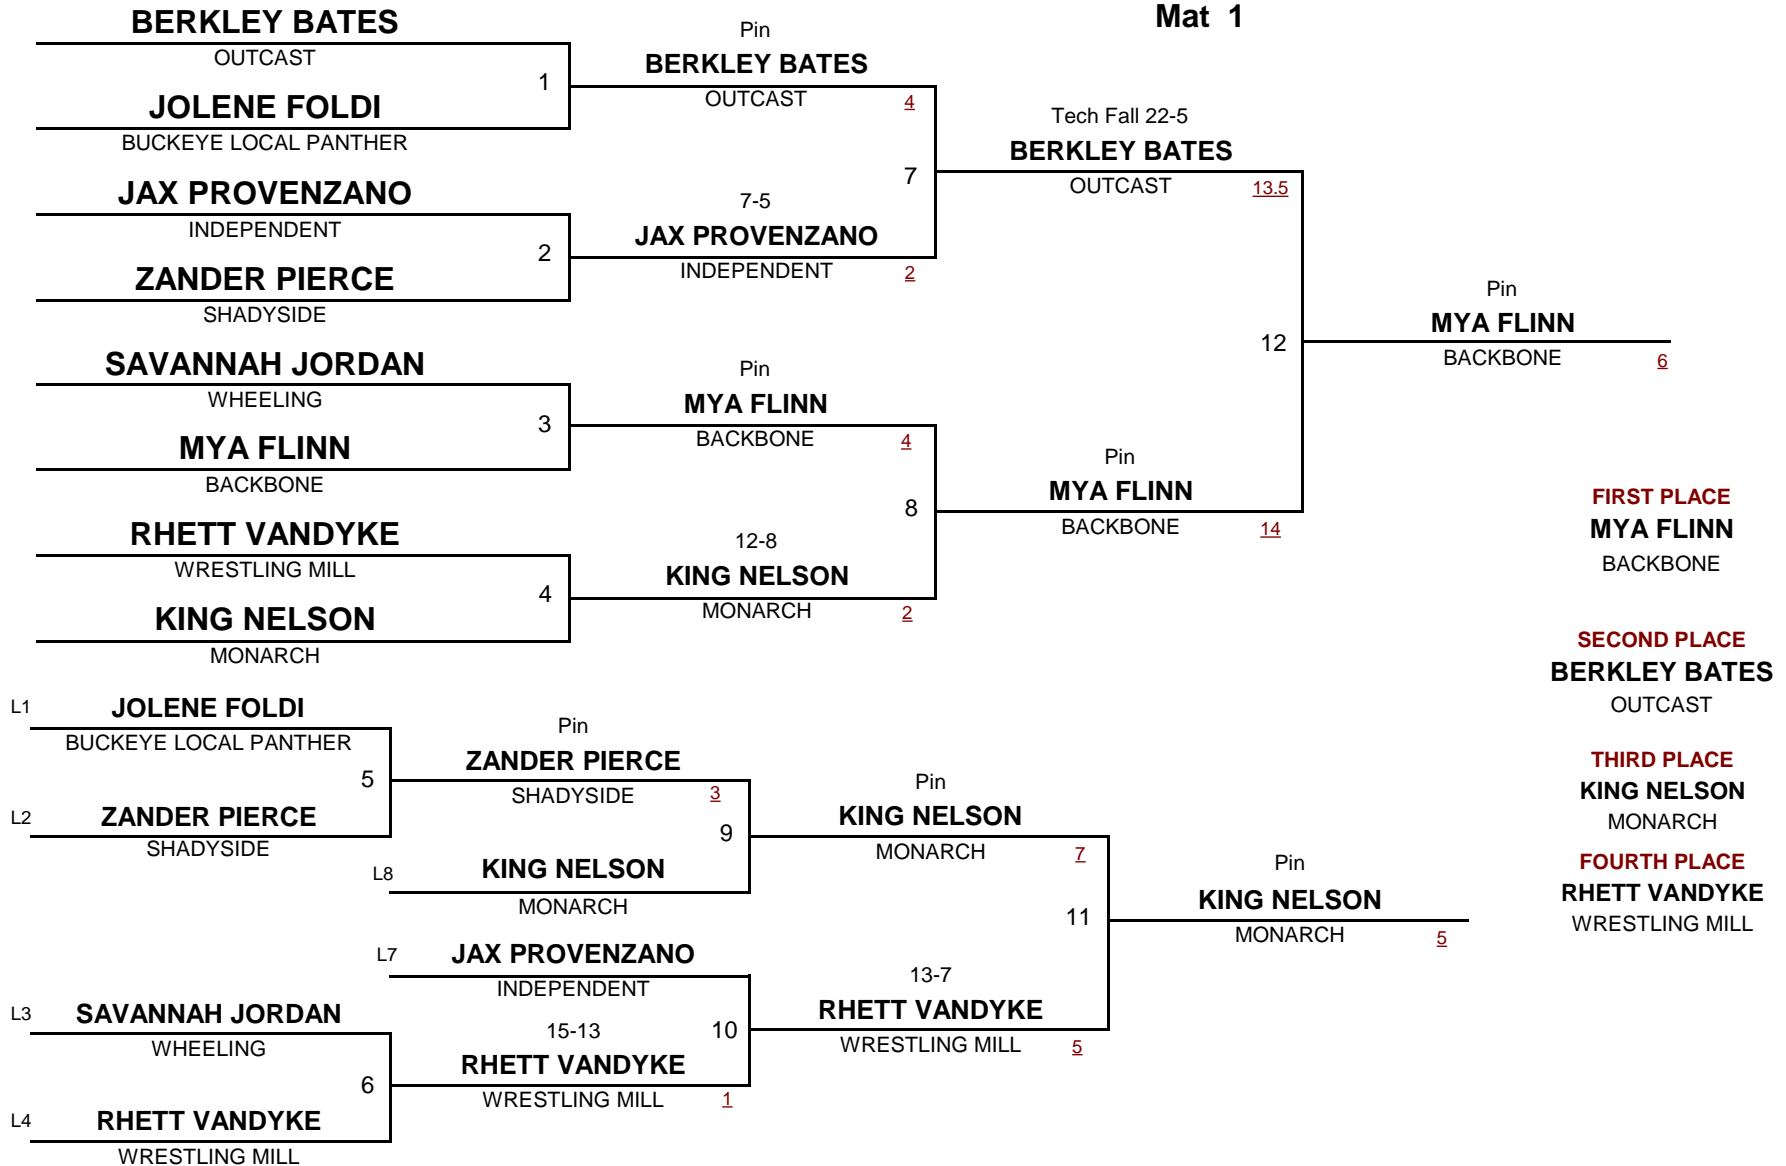 Mat 1
BERKLEY BATES
OUTCAST
1
JOLENE FOLDI
BUCKEYE LOCAL PANTHER
JAX PROVENZANO
INDEPENDENT
2
ZANDER PIERCE
SHADYSIDE
SAVANNAH JORDAN
WHEELING
3
MYA FLINN
BACKBONE
RHETT VANDYKE
WRESTLING MILL
4
KING NELSON
MONARCH
Pin
BERKLEY BATES
OUTCAST 4
7
7-5
JAX PROVENZANO
INDEPENDENT 2
Pin
MYA FLINN
BACKBONE 4
8
12-8
KING NELSON
MONARCH 2
Tech Fall 22-5
BERKLEY BATES
OUTCAST 13.5
12
Pin
MYA FLINN
BACKBONE 14
Pin
MYA FLINN
BACKBONE 6
L1 JOLENE FOLDI
BUCKEYE LOCAL PANTHER
5
L2 ZANDER PIERCE
SHADYSIDE
Pin
ZANDER PIERCE
SHADYSIDE 3
9
L8 KING NELSON
MONARCH
L7 JAX PROVENZANO
INDEPENDENT
L3 SAVANNAH JORDAN
WHEELING
6
L4 RHETT VANDYKE
WRESTLING MILL
15-13
10
RHETT VANDYKE
WRESTLING MILL 1
Pin
KING NELSON
MONARCH 7
11
13-7
RHETT VANDYKE
WRESTLING MILL 5
Pin
KING NELSON
MONARCH 5
FIRST PLACE
MYA FLINN
BACKBONE
SECOND PLACE
BERKLEY BATES
OUTCAST
THIRD PLACE
KING NELSON
MONARCH
FOURTH PLACE
RHETT VANDYKE
WRESTLING MILL